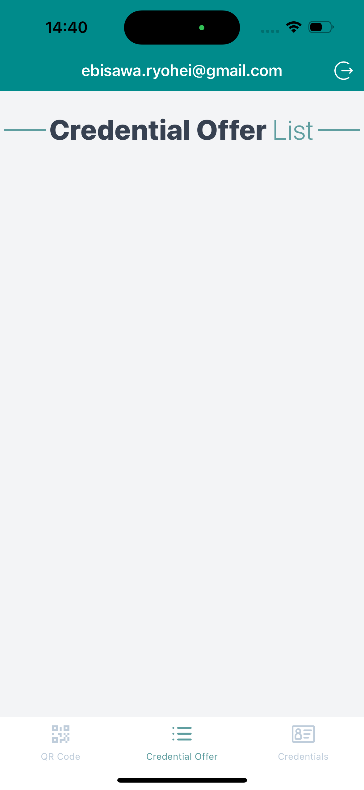 14:40
ebisawa.ryohei@gmail.com
Credential Offer List
QR Code
Credential Offer
Credentials